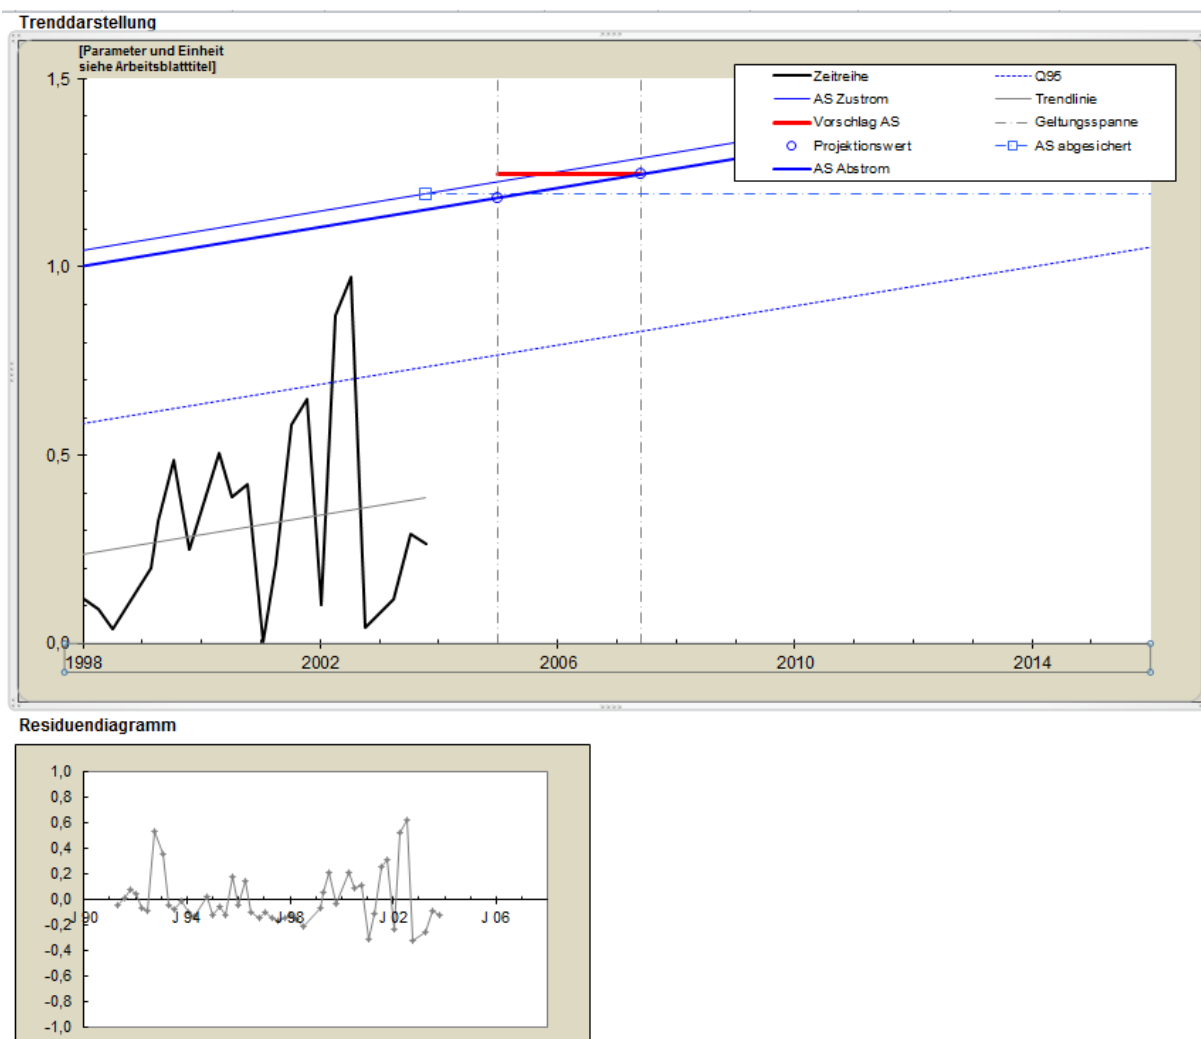 Trenddarstellung
[Parameter und Einheit
siehe Arbeitsblatttitel]
1,5
1,0
0,5
0,0
Zeitreihe
Q95
AS Zustrom
Trendlinie
Vorschlag AS
Geltungsspanne
Projektionswert
AS abgesichert
AS Abstrom
1998
2002
2006
2010
2014
Residuendiagramm
1,0
0,8
0,6
0,4
0,2
0,0
-0,2
-0,4
-0,6
-0,8
-1,0
J 90
J 94
J 98
J 02
J 06